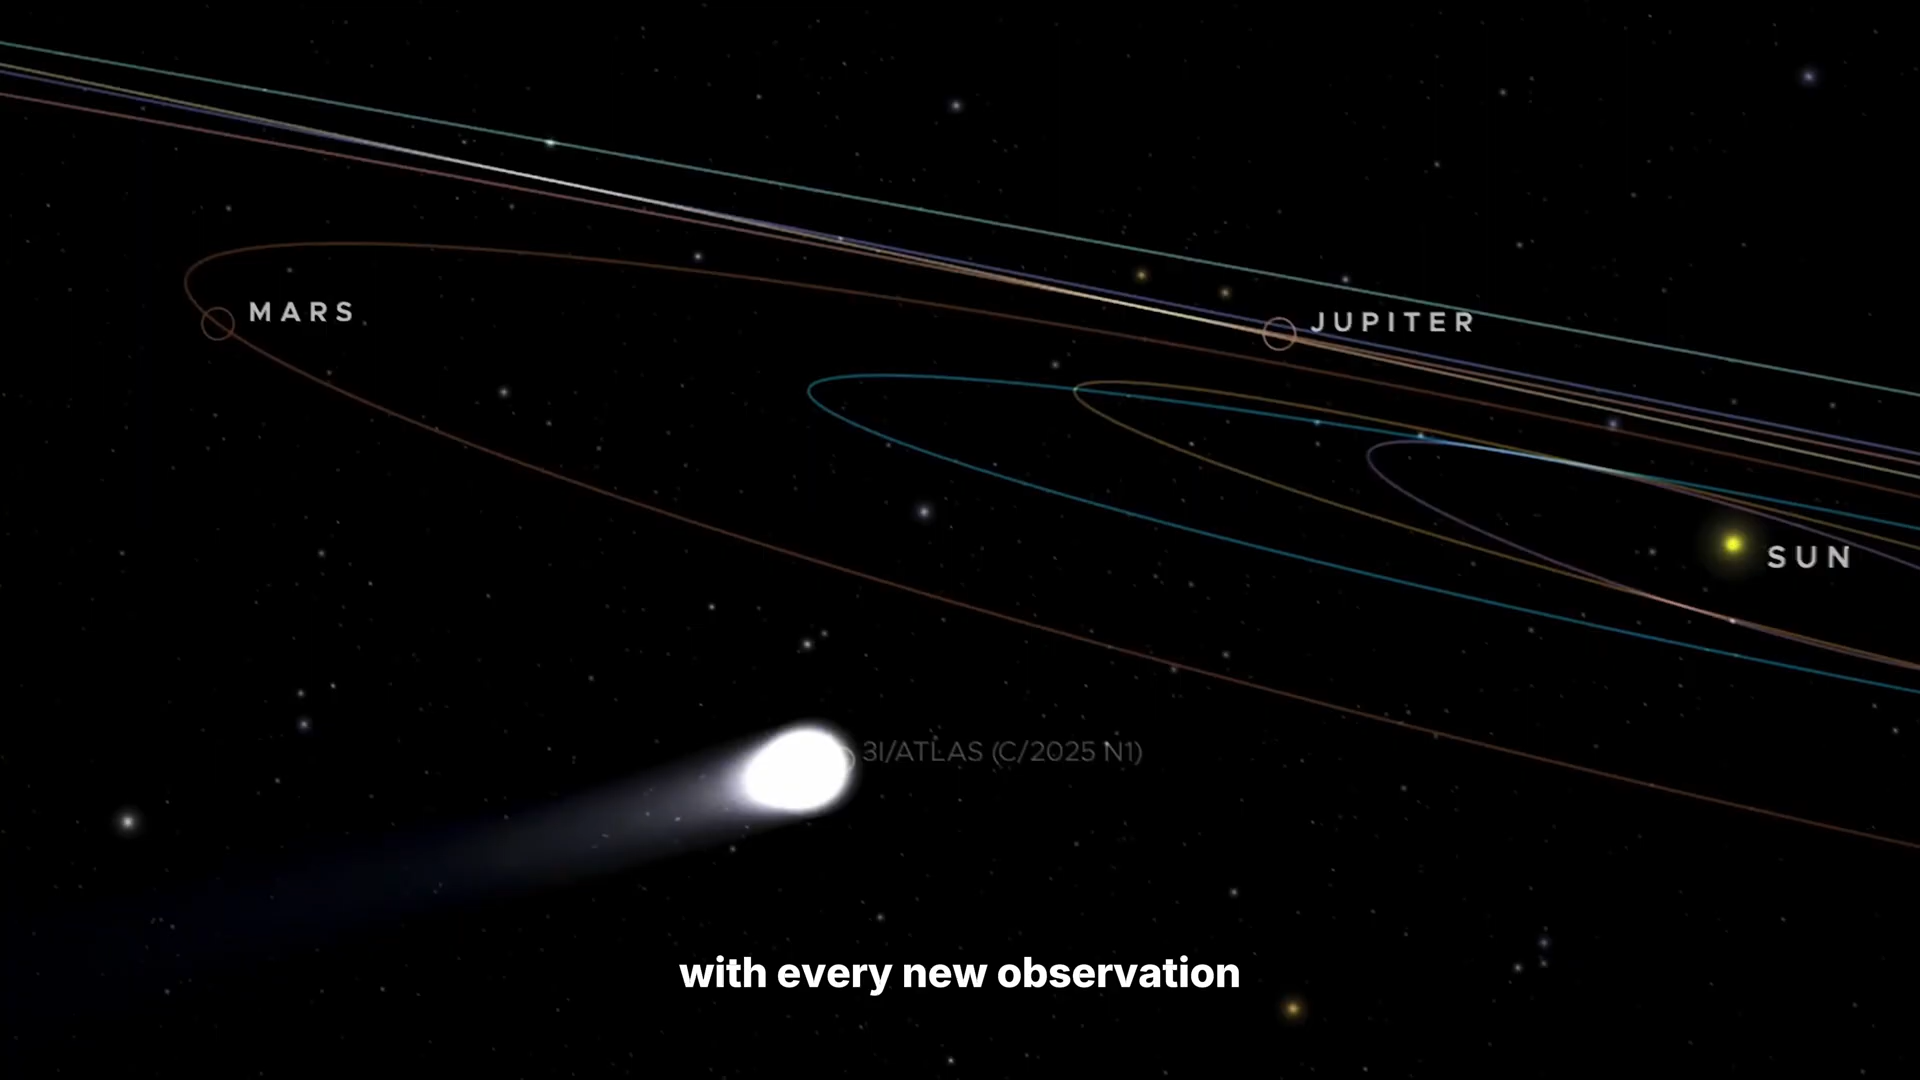 MARS
JUPITER
SUN
3I/ATLAS (C/2025 N1)
with every new observation